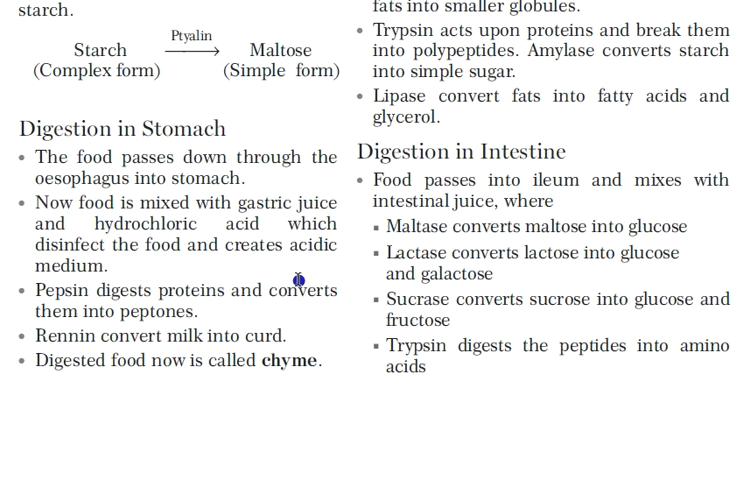 starch.
Ptyalin
Starch ⟶ Maltose
(Complex form) (Simple form)
Digestion in Stomach
• The food passes down through the
oesophagus into stomach.
• Now food is mixed with gastric juice
and hydrochloric acid which
disinfect the food and creates acidic
medium.
• Pepsin digests proteins and converts
them into peptones.
• Rennin convert milk into curd.
• Digested food now is called chyme.
fats into smaller globules.
• Trypsin acts upon proteins and break them
into polypeptides. Amylase converts starch
into simple sugar.
• Lipase convert fats into fatty acids and
glycerol.
Digestion in Intestine
• Food passes into ileum and mixes with
intestinal juice, where
▪ Maltase converts maltose into glucose
▪ Lactase converts lactose into glucose
and galactose
▪ Sucrase converts sucrose into glucose and
fructose
▪ Trypsin digests the peptides into amino
acids